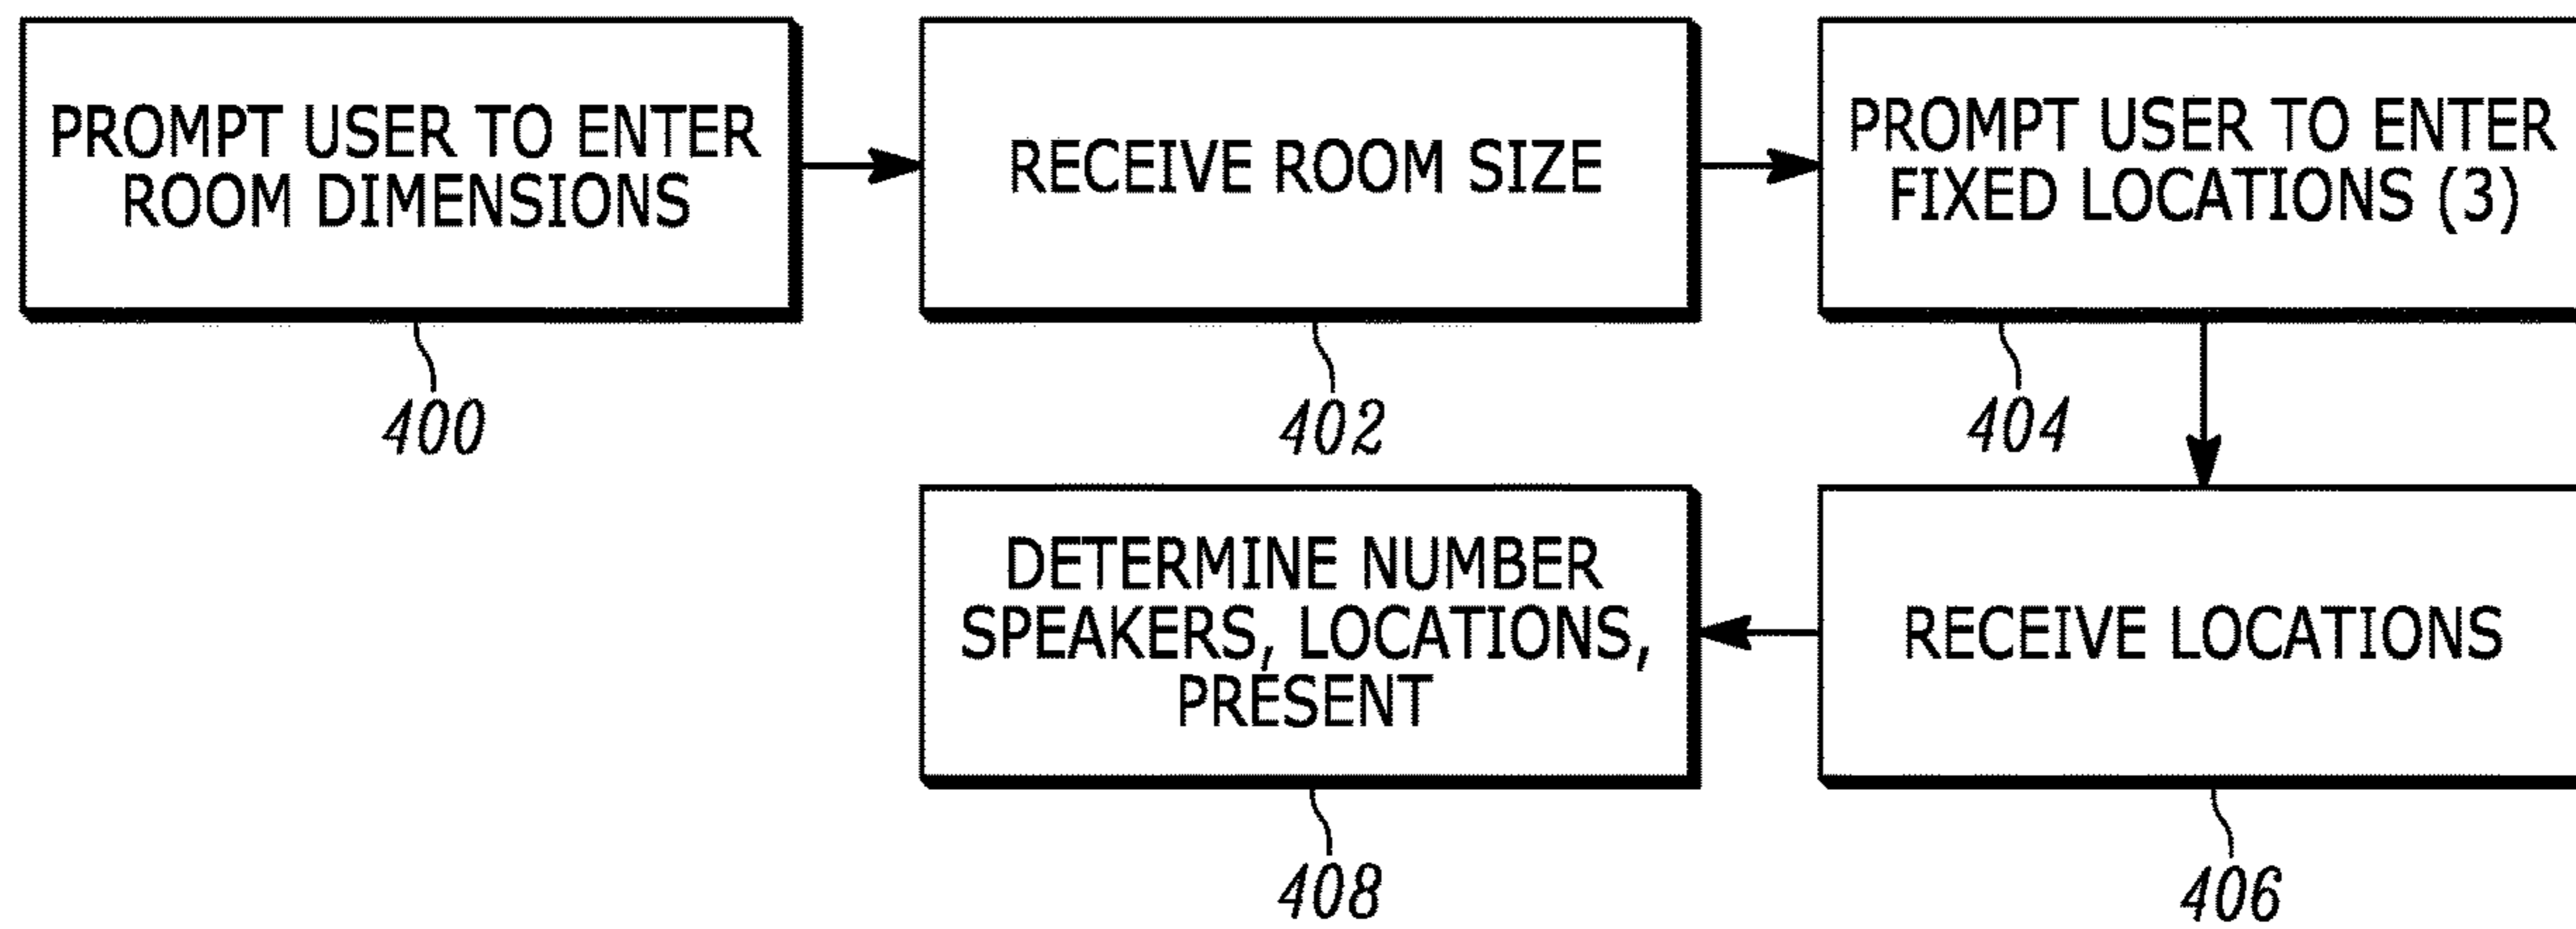 PROMPT USER TO ENTER
ROOM DIMENSIONS
400
RECEIVE ROOM SIZE
402
PROMPT USER TO ENTER
FIXED LOCATIONS (3)
404
RECEIVE LOCATIONS
406
DETERMINE NUMBER
SPEAKERS, LOCATIONS,
PRESENT
408